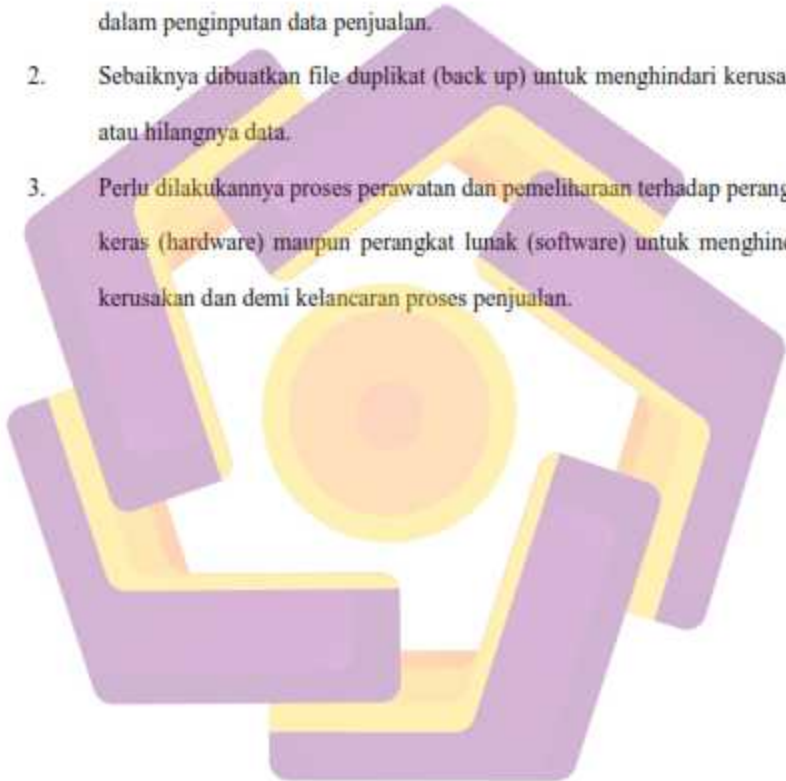 dalam penginputan data penjualan.
2. Sebaiknya dibuatkan file duplikat (back up) untuk menghindari kerusa
atau hilangnya data.
3. Perlu dilakukannya proses perawatan dan pemeliharaan terhadap perang
keras (hardware) maupun perangkat lunak (software) untuk menghind
kerusakan dan demi kelancaran proses penjualan.